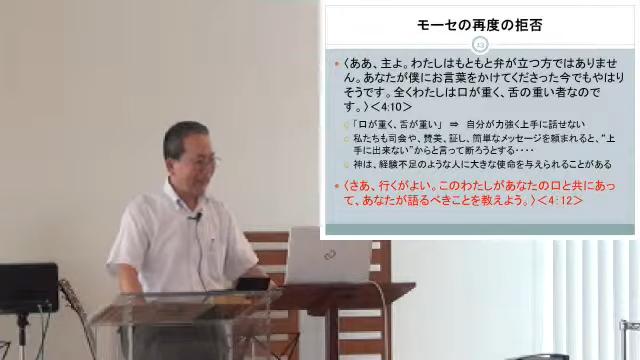 モーセの再度の拒否
13
〈ああ、主よ。わたしはもともと弁が立つ方ではありませ
ん。あなたが僕にお言葉をかけてくださった今でもやはり
そうです。全くわたしは口が重く、舌の重い者なので
す。〉＜4:10＞
「口が重く、舌が重い」 ⇒ 自分が力強く上手に話せない
私たちも司会や、賛美、証し、簡単なメッセージを頼まれると、“上
手に出来ない”からと言って断ろうとする・・・・
神は、経験不足のような人に大きな使命を与えられることがある
〈さあ、行くがよい。このわたしがあなたの口と共にあっ
て、あなたが語るべきことを教えよう。〉＜4：12＞